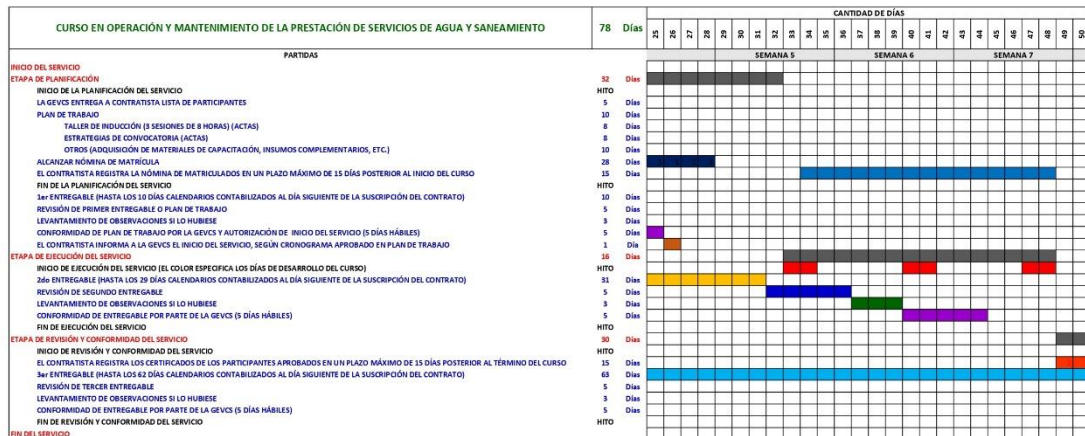 CANTIDAD DE DÍAS
CURSO EN OPERACIÓN Y MANTENIMIENTO DE LA PRESTACIÓN DE SERVICIOS DE AGUA Y SANEAMIENTO 78 Días 25 26 27 28 29 30 31 32 33 34 35 36 37 38 39 40 41 42 43 44 45 46 47 48 49 50
PARTIDAS SEMANA 5 SEMANA 6 SEMANA 7
INICIO DEL SERVICIO
ETAPA DE PLANIFICACIÓN 32 Días
INICIO DE LA PLANIFICACIÓN DEL SERVICIO HITO
LA GEVCS ENTREGA A CONTRATISTA LISTA DE PARTICIPANTES 5 Días
PLAN DE TRABAJO 10 Días
TALLER DE INDUCCIÓN (3 SESIONES DE 8 HORAS) (ACTAS) 8 Días
ESTRATEGIAS DE CONVOCATORIA (ACTAS) 8 Días
OTROS (ADQUISICIÓN DE MATERIALES DE CAPACITACIÓN, INSUMOS COMPLEMENTARIOS, ETC.) 10 Días
ALCANZAR NÓMINA DE MATRÍCULA 28 Días
EL CONTRATISTA REGISTRA LA NÓMINA DE MATRICULADOS EN UN PLAZO MÁXIMO DE 15 DÍAS POSTERIOR AL INICIO DEL CURSO 15 Días
FIN DE LA PLANIFICACIÓN DEL SERVICIO HITO
1er ENTREGABLE (HASTA LOS 10 DÍAS CALENDARIOS CONTABILIZADOS AL DÍA SIGUIENTE DE LA SUSCRIPCIÓN DEL CONTRATO) 10 Días
REVISIÓN DE PRIMER ENTREGABLE O PLAN DE TRABAJO 5 Días
LEVANTAMIENTO DE OBSERVACIONES SI LO HUBIESE 3 Días
CONFORMIDAD DE PLAN DE TRABAJO POR LA GEVCS Y AUTORIZACIÓN DE INICIO DEL SERVICIO (5 DÍAS HÁBILES) 5 Días
EL CONTRATISTA INFORMA A LA GEVCS EL INICIO DEL SERVICIO, SEGÚN CRONOGRAMA APROBADO EN PLAN DE TRABAJO 1 Día
ETAPA DE EJECUCIÓN DEL SERVICIO 16 Días
INICIO DE EJECUCIÓN DEL SERVICIO (EL COLOR ESPECIFICA LOS DÍAS DE DESARROLLO DEL CURSO) HITO
2do ENTREGABLE (HASTA LOS 29 DÍAS CALENDARIOS CONTABILIZADOS AL DÍA SIGUIENTE DE LA SUSCRIPCIÓN DEL CONTRATO) 31 Días
REVISIÓN DE SEGUNDO ENTREGABLE 5 Días
LEVANTAMIENTO DE OBSERVACIONES SI LO HUBIESE 3 Días
CONFORMIDAD DE ENTREGABLE POR PARTE DE LA GEVCS (5 DÍAS HÁBILES) 5 Días
FIN DE EJECUCIÓN DEL SERVICIO HITO
ETAPA DE REVISIÓN Y CONFORMIDAD DEL SERVICIO 30 Días
INICIO DE REVISIÓN Y CONFORMIDAD DEL SERVICIO HITO
EL CONTRATISTA REGISTRA LOS CERTIFICADOS DE LOS PARTICIPANTES APROBADOS EN UN PLAZO MÁXIMO DE 15 DÍAS POSTERIOR AL TÉRMINO DEL CURSO 15 Días
3er ENTREGABLE (HASTA LOS 62 DÍAS CALENDARIOS CONTABILIZADOS AL DÍA SIGUIENTE DE LA SUSCRIPCIÓN DEL CONTRATO) 63 Días
REVISIÓN DE TERCER ENTREGABLE 5 Días
LEVANTAMIENTO DE OBSERVACIONES SI LO HUBIESE 3 Días
CONFORMIDAD DE ENTREGABLE POR PARTE DE LA GEVCS (5 DÍAS HÁBILES) 5 Días
FIN DE REVISIÓN Y CONFORMIDAD DEL SERVICIO HITO
FIN DEL SERVICIO